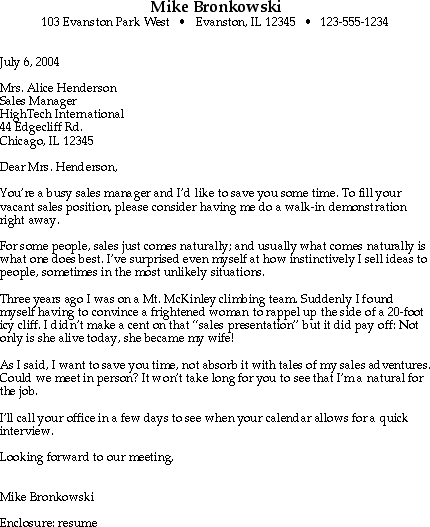 Mike Bronkowski
103 Evanston Park West • Evanston, IL 12345 • 123-555-1234
July 6, 2004
Mrs. Alice Henderson
Sales Manager
HighTech International
44 Edgecliff Rd.
Chicago, IL 12345
Dear Mrs. Henderson,
You're a busy sales manager and I'd like to save you some time. To fill your
vacant sales position, please consider having me do a walk-in demonstration
right away.
For some people, sales just comes naturally; and usually what comes naturally is
what one does best. I've surprised even myself at how instinctively I sell ideas to
people, sometimes in the most unlikely situations.
Three years ago I was on a Mt. McKinley climbing team. Suddenly I found
myself having to convince a frightened woman to rappel up the side of a 20-foot
icy cliff. I didn't make a cent on that "sales presentation" but it did pay off: Not
only is she alive today, she became my wife!
As I said, I want to save you time, not absorb it with tales of my sales adventures.
Could we meet in person? It won't take long for you to see that I'm a natural for
the job.
I'll call your office in a few days to see when your calendar allows for a quick
interview.
Looking forward to our meeting,
Mike Bronkowski
Enclosure: resume